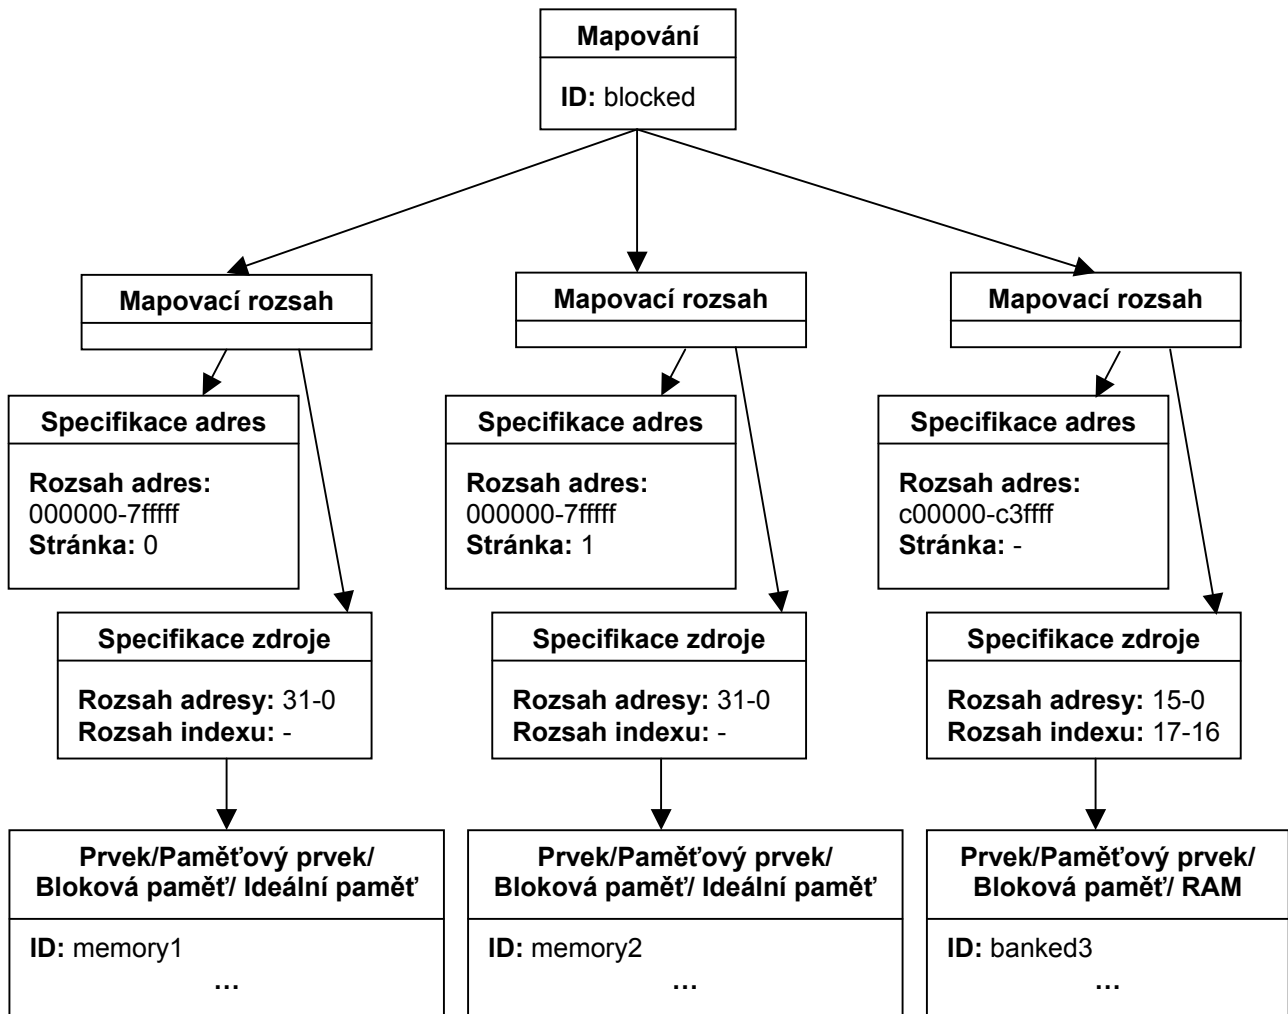 Mapování
ID: blocked
Mapovací rozsah
Mapovací rozsah
Mapovací rozsah
Specifikace adres
Rozsah adres:
000000-7fffff
Stránka: 0
Specifikace adres
Rozsah adres:
000000-7fffff
Stránka: 1
Specifikace adres
Rozsah adres:
c00000-c3ffff
Stránka: -
Specifikace zdroje
Rozsah adresy: 31-0
Rozsah indexu: -
Specifikace zdroje
Rozsah adresy: 31-0
Rozsah indexu: -
Specifikace zdroje
Rozsah adresy: 15-0
Rozsah indexu: 17-16
Prvek/Paměťový prvek/
Bloková paměť/ Ideální paměť
ID: memory1
...
Prvek/Paměťový prvek/
Bloková paměť/ Ideální paměť
ID: memory2
...
Prvek/Paměťový prvek/
Bloková paměť/ RAM
ID: banked3
...